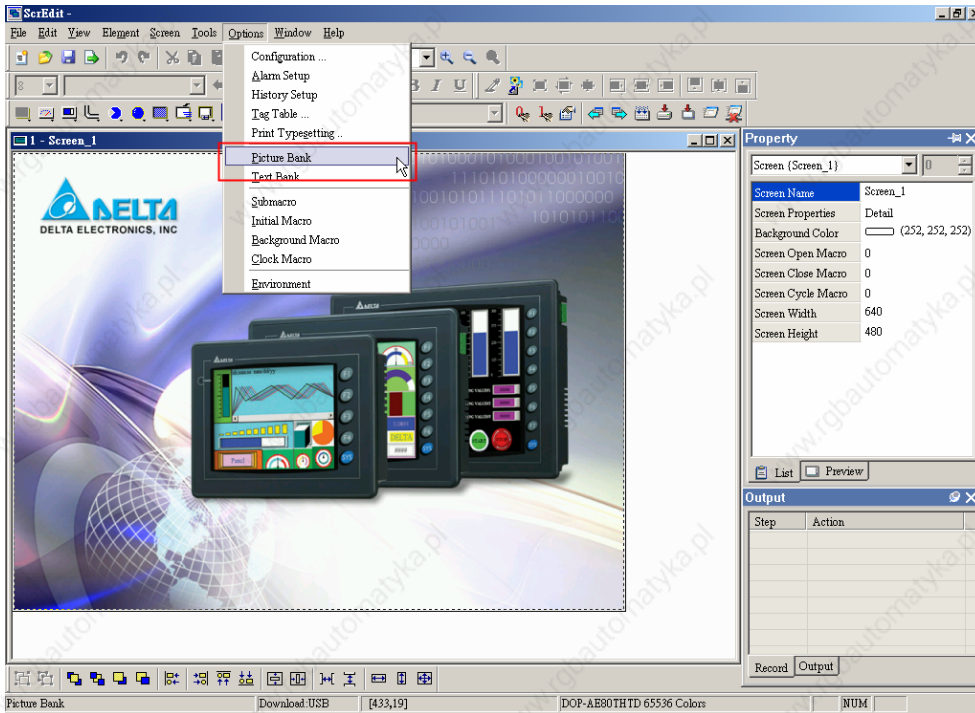 ScrEdit -
File Edit View Element Screen Tools Options Window Help
Configuration ...
Alarm Setup
History Setup
Tag Table ...
Print Typesetting ..
Picture Bank
Text Bank
Submacro
Initial Macro
Background Macro
Clock Macro
Environment
8
B I U
1 - Screen_1
DELTA
DELTA ELECTRONICS, INC
Property
Screen {Screen_1}
0
Screen Name Screen_1
Screen Properties Detail
Background Color (252, 252, 252)
Screen Open Macro 0
Screen Close Macro 0
Screen Cycle Macro 0
Screen Width 640
Screen Height 480
List Preview
Output
Step Action
Record Output
Picture Bank Download:USB [433,19] DOP-AE80THTD 65536 Colors NUM
www.rgbautomatyka.pl